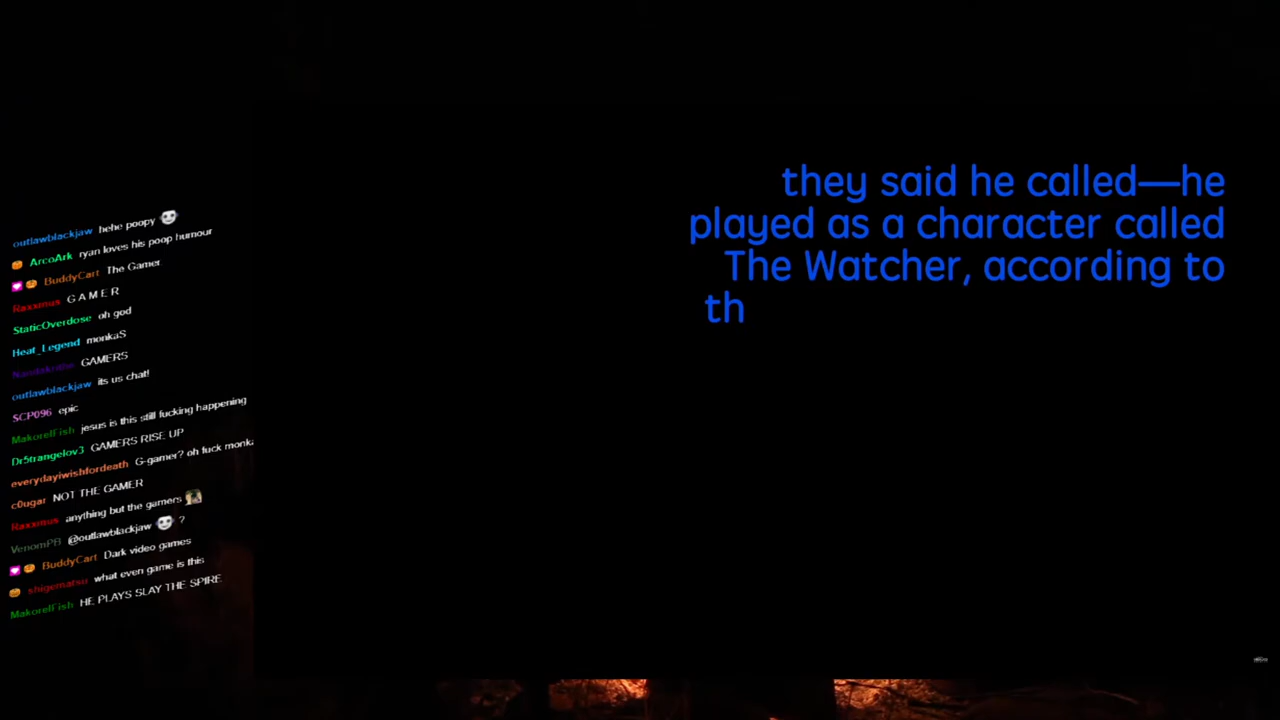 they said he called—he
played as a character called
The Watcher, according to
th
outlawblackjaw hehe poopy
ArcoArk ryan loves his poop humour
BuddyCart The Gamer
Raxxmus G A M E R
StaticOverdose oh god
Heat_Legend monkaS
GAMERS
outlawblackjaw its us chat!
SCP096 epic
MakorelFish jesus is this still fucking happening
Dr5trangelov3 GAMERS RISE UP
everydayiwishfordeath G-gamer? oh fuck monka
c0ugar NOT THE GAMER
Raxxmus anything but the gamers
VenomPB @outlawblackjaw ?
BuddyCart Dark video games
what even game is this
MakorelFish HE PLAYS SLAY THE SPIRE